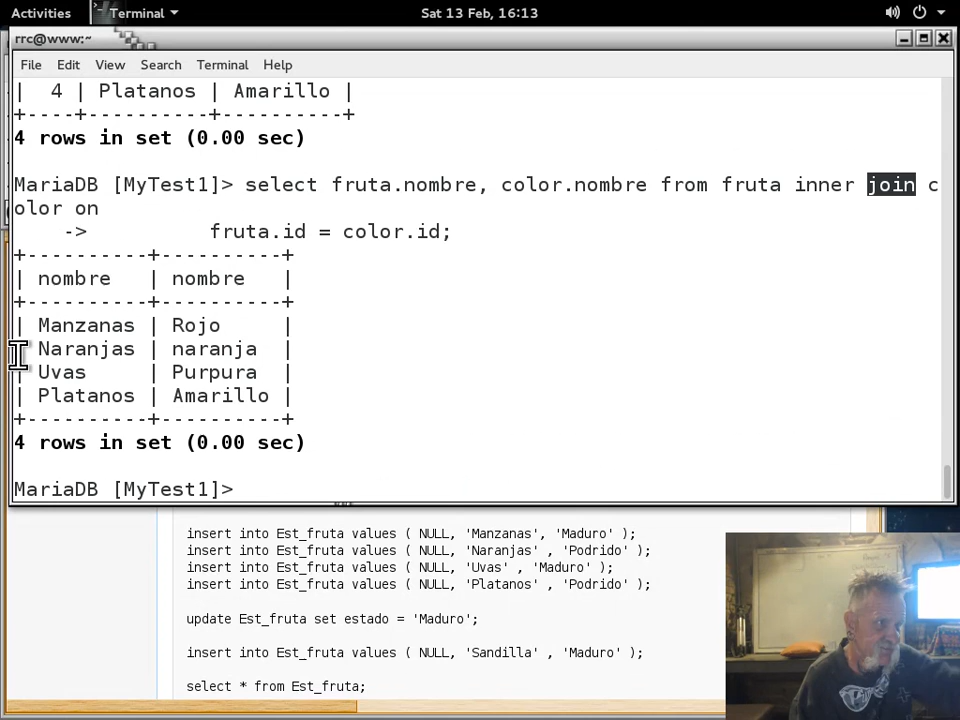 Activities Terminal Sat 13 Feb, 16:13
rrc@www:~
File Edit View Search Terminal Help
| 4 | Platanos | Amarillo |
+----+----------+----------+
4 rows in set (0.00 sec)
MariaDB [MyTest1]> select fruta.nombre, color.nombre from fruta inner join c
olor on
-> fruta.id = color.id;
+----------+----------+
| nombre | nombre |
+----------+----------+
| Manzanas | Rojo |
| Naranjas | naranja |
| Uvas | Purpura |
| Platanos | Amarillo |
+----------+----------+
4 rows in set (0.00 sec)
MariaDB [MyTest1]>
insert into Est_fruta values ( NULL, 'Manzanas', 'Maduro' );
insert into Est_fruta values ( NULL, 'Naranjas' , 'Podrido' );
insert into Est_fruta values ( NULL, 'Uvas' , 'Maduro' );
insert into Est_fruta values ( NULL, 'Platanos' , 'Podrido' );
update Est_fruta set estado = 'Maduro';
insert into Est_fruta values ( NULL, 'Sandilla' , 'Maduro' );
select * from Est_fruta;